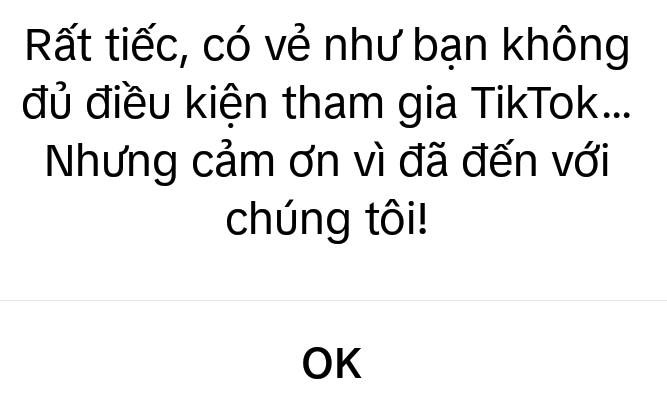 Rất tiếc, có vẻ như bạn không
đủ điều kiện tham gia TikTok...
Nhưng cảm ơn vì đã đến với
chúng tôi!
OK